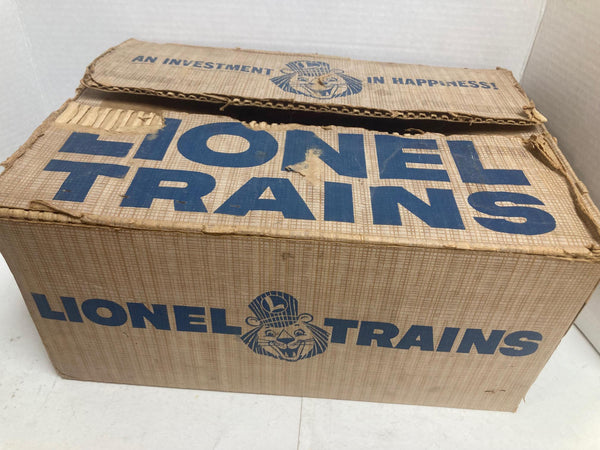 AN INVESTMENT IN HAPPINESS!
LIONEL
TRAINS
LIONEL L TRAINS